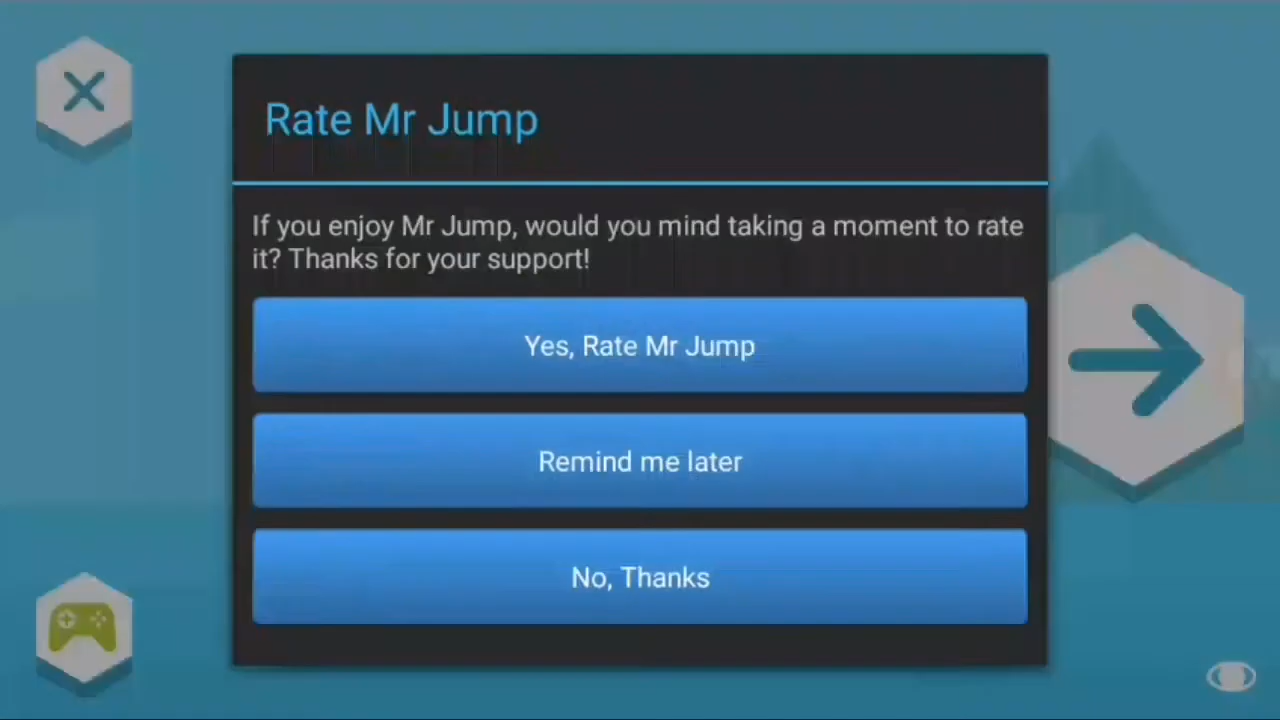 Rate Mr Jump
If you enjoy Mr Jump, would you mind taking a moment to rate
it? Thanks for your support!
Yes, Rate Mr Jump
Remind me later
No, Thanks